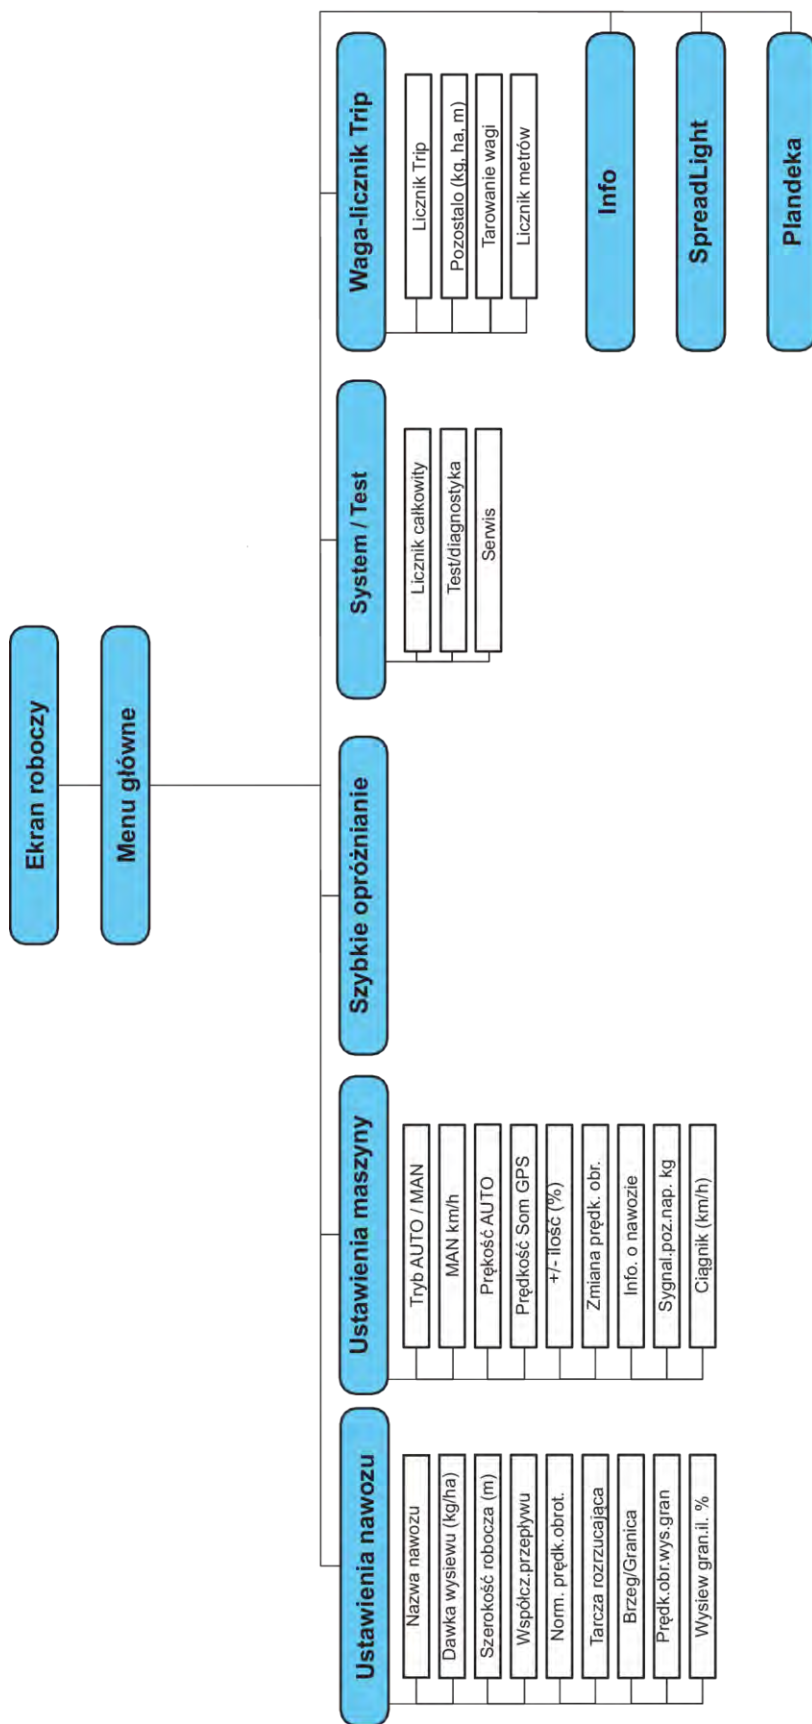 Ekran roboczy
Menu główne
Ustawienia nawozu
Nazwa nawozu
Dawka wysiewu (kg/ha)
Szerokość robocza (m)
Współcz.przepływu
Norm. prędk.obrot.
Tarcza rozrzucająca
Brzeg/Granica
Prędk.obr.wys.gran
Wysiew gran.il. %
Ustawienia maszyny
Tryb AUTO / MAN
MAN km/h
Prękość AUTO
Prędkość Som GPS
+/- ilość (%)
Zmiana prędk. obr.
Info. o nawozie
Sygnal.poz.nap. kg
Ciągnik (km/h)
Szybkie opróżnianie
System / Test
Licznik całkowity
Test/diagnostyka
Serwis
Waga-licznik Trip
Licznik Trip
Pozostalo (kg, ha, m)
Tarowanie wagi
Licznik metrów
Info
SpreadLight
Plandeka